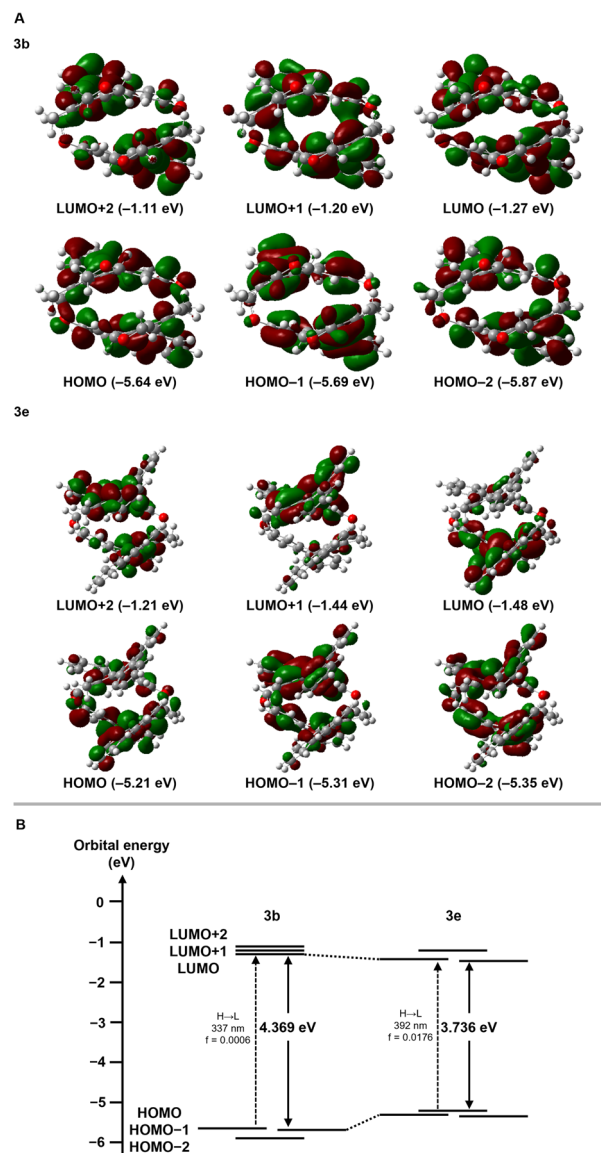 A
3b
LUMO+2 (−1.11 eV) LUMO+1 (−1.20 eV) LUMO (−1.27 eV)
HOMO (−5.64 eV) HOMO−1 (−5.69 eV) HOMO−2 (−5.87 eV)
3e
LUMO+2 (−1.21 eV) LUMO+1 (−1.44 eV) LUMO (−1.48 eV)
HOMO (−5.21 eV) HOMO−1 (−5.31 eV) HOMO−2 (−5.35 eV)
B
Orbital energy
(eV)
0
−1
−2
−3
−4
−5
−6
3b
3e
LUMO+2
LUMO+1
LUMO
H→L
337 nm
f = 0.0006
4.369 eV
H→L
392 nm
f = 0.0176
3.736 eV
HOMO
HOMO−1
HOMO−2